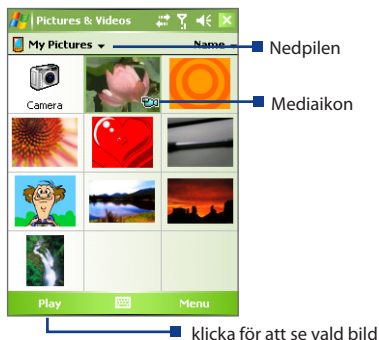 Pictures & Videos
My Pictures
Name
Nedpilen
Camera
Mediaikon
Play
Menu
klicka för att se vald bild